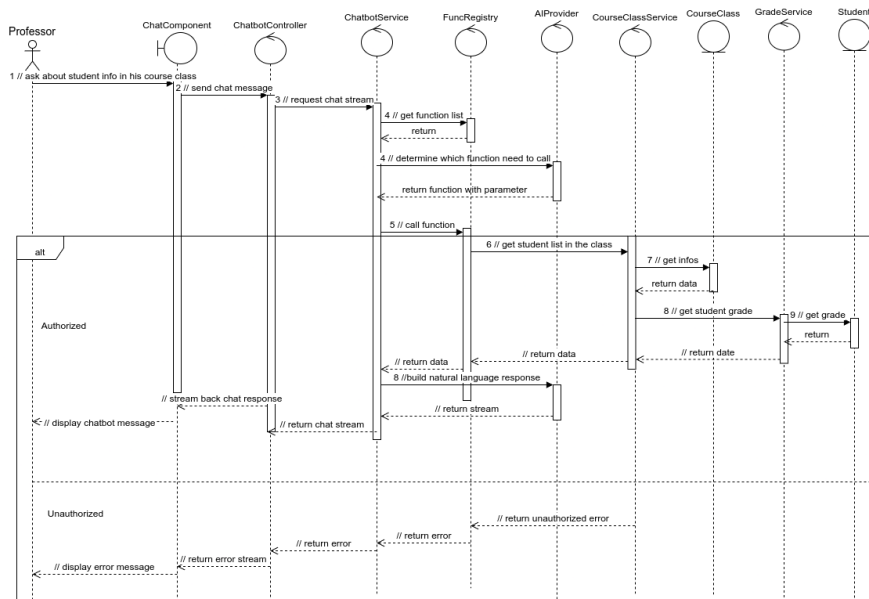 Professor
ChatComponent
ChatbotController
ChatbotService
FuncRegistry
AIProvider
CourseClassService
CourseClass
GradeService
Student
1 // ask about student info in his course class
2 // send chat message
3 // request chat stream
4 // get function list
return
4 // determine which function need to call
return function with parameter
5 // call function
alt
6 // get student list in the class
7 // get infos
return data
8 // get student grade
9 // get grade
Authorized
return
// return date
// return data
// return data
8 //build natural language response
// stream back chat response
// return stream
// display chatbot message
// return chat stream
Unauthorized
// return unauthorized error
// return error
// return error
// return error stream
// display error message